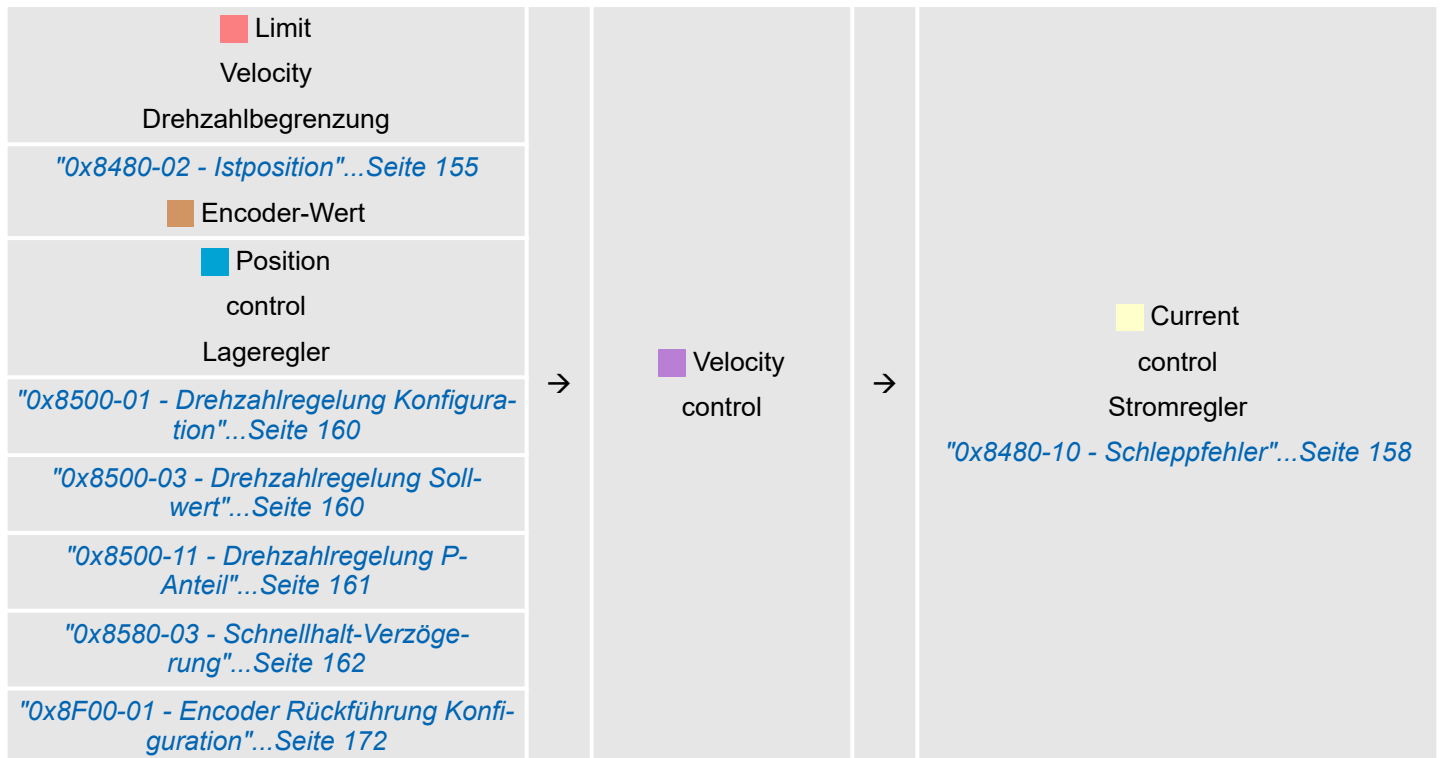 Limit
Velocity
Drehzahlbegrenzung
"0x8480-02 - Istposition"...Seite 155
Encoder-Wert
Position
control
Lageregler
"0x8500-01 - Drehzahlregelung Konfigura-
tion"...Seite 160
"0x8500-03 - Drehzahlregelung Soll-
wert"...Seite 160
"0x8500-11 - Drehzahlregelung P-
Anteil"...Seite 161
"0x8580-03 - Schnellhalt-Verzöge-
rung"...Seite 162
"0x8F00-01 - Encoder Rückführung Konfi-
guration"...Seite 172
→
Velocity
control
→
Current
control
Stromregler
"0x8480-10 - Schleppfehler"...Seite 158